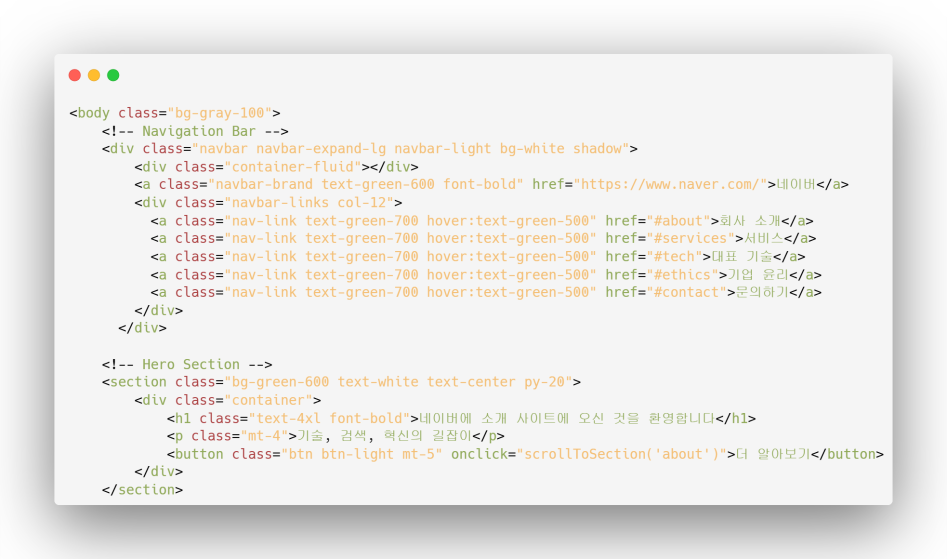 <body class="bg-gray-100">
    <!-- Navigation Bar -->
    <div class="navbar navbar-expand-lg navbar-light bg-white shadow">
        <div class="container-fluid"></div>
        <a class="navbar-brand text-green-600 font-bold" href="https://www.naver.com/">네이버</a>
        <div class="navbar-links col-12">
          <a class="nav-link text-green-700 hover:text-green-500" href="#about">회사 소개</a>
          <a class="nav-link text-green-700 hover:text-green-500" href="#services">서비스</a>
          <a class="nav-link text-green-700 hover:text-green-500" href="#tech">대표 기술</a>
          <a class="nav-link text-green-700 hover:text-green-500" href="#ethics">기업 윤리</a>
          <a class="nav-link text-green-700 hover:text-green-500" href="#contact">문의하기</a>
        </div>
      </div>

    <!-- Hero Section -->
    <section class="bg-green-600 text-white text-center py-20">
        <div class="container">
            <h1 class="text-4xl font-bold">네이버에 소개 사이트에 오신 것을 환영합니다</h1>
            <p class="mt-4">기술, 검색, 혁신의 길잡이</p>
            <button class="btn btn-light mt-5" onclick="scrollToSection('about')">더 알아보기</button>
        </div>
    </section>